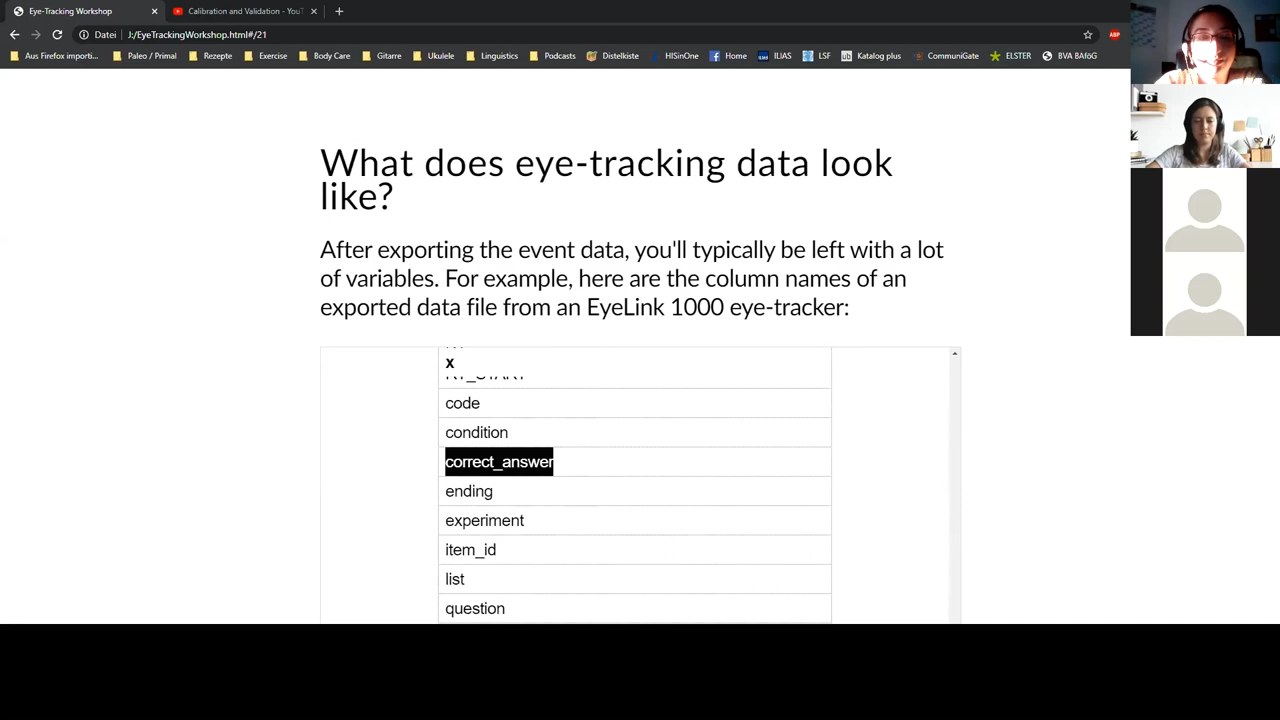 Eye-Tracking Workshop
Calibration and Validation - YouT
Datei
J:/EyeTrackingWorkshop.html#/21
ABP
Aus Firefox importi...
Paleo / Primal
Rezepte
Exercise
Body Care
Gitarre
Ukulele
Linguistics
Podcasts
Distelkiste
HISinOne
Home
ILIAS
LSF
Katalog plus
CommuniGate
ELSTER
BVA BAföG
What does eye-tracking data look
like?
After exporting the event data, you'll typically be left with a lot
of variables. For example, here are the column names of an
exported data file from an EyeLink 1000 eye-tracker:
x
RT_START
code
condition
correct_answer
ending
experiment
item_id
list
question